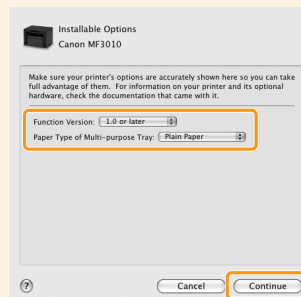 Installable Options
Canon MF3010
Make sure your printer's options are accurately shown here so you can take
full advantage of them. For information on your printer and its optional
hardware, check the documentation that came with it.
Function Version: 1.0 or later
Paper Type of Multi-purpose Tray: Plain Paper
?
Cancel
Continue